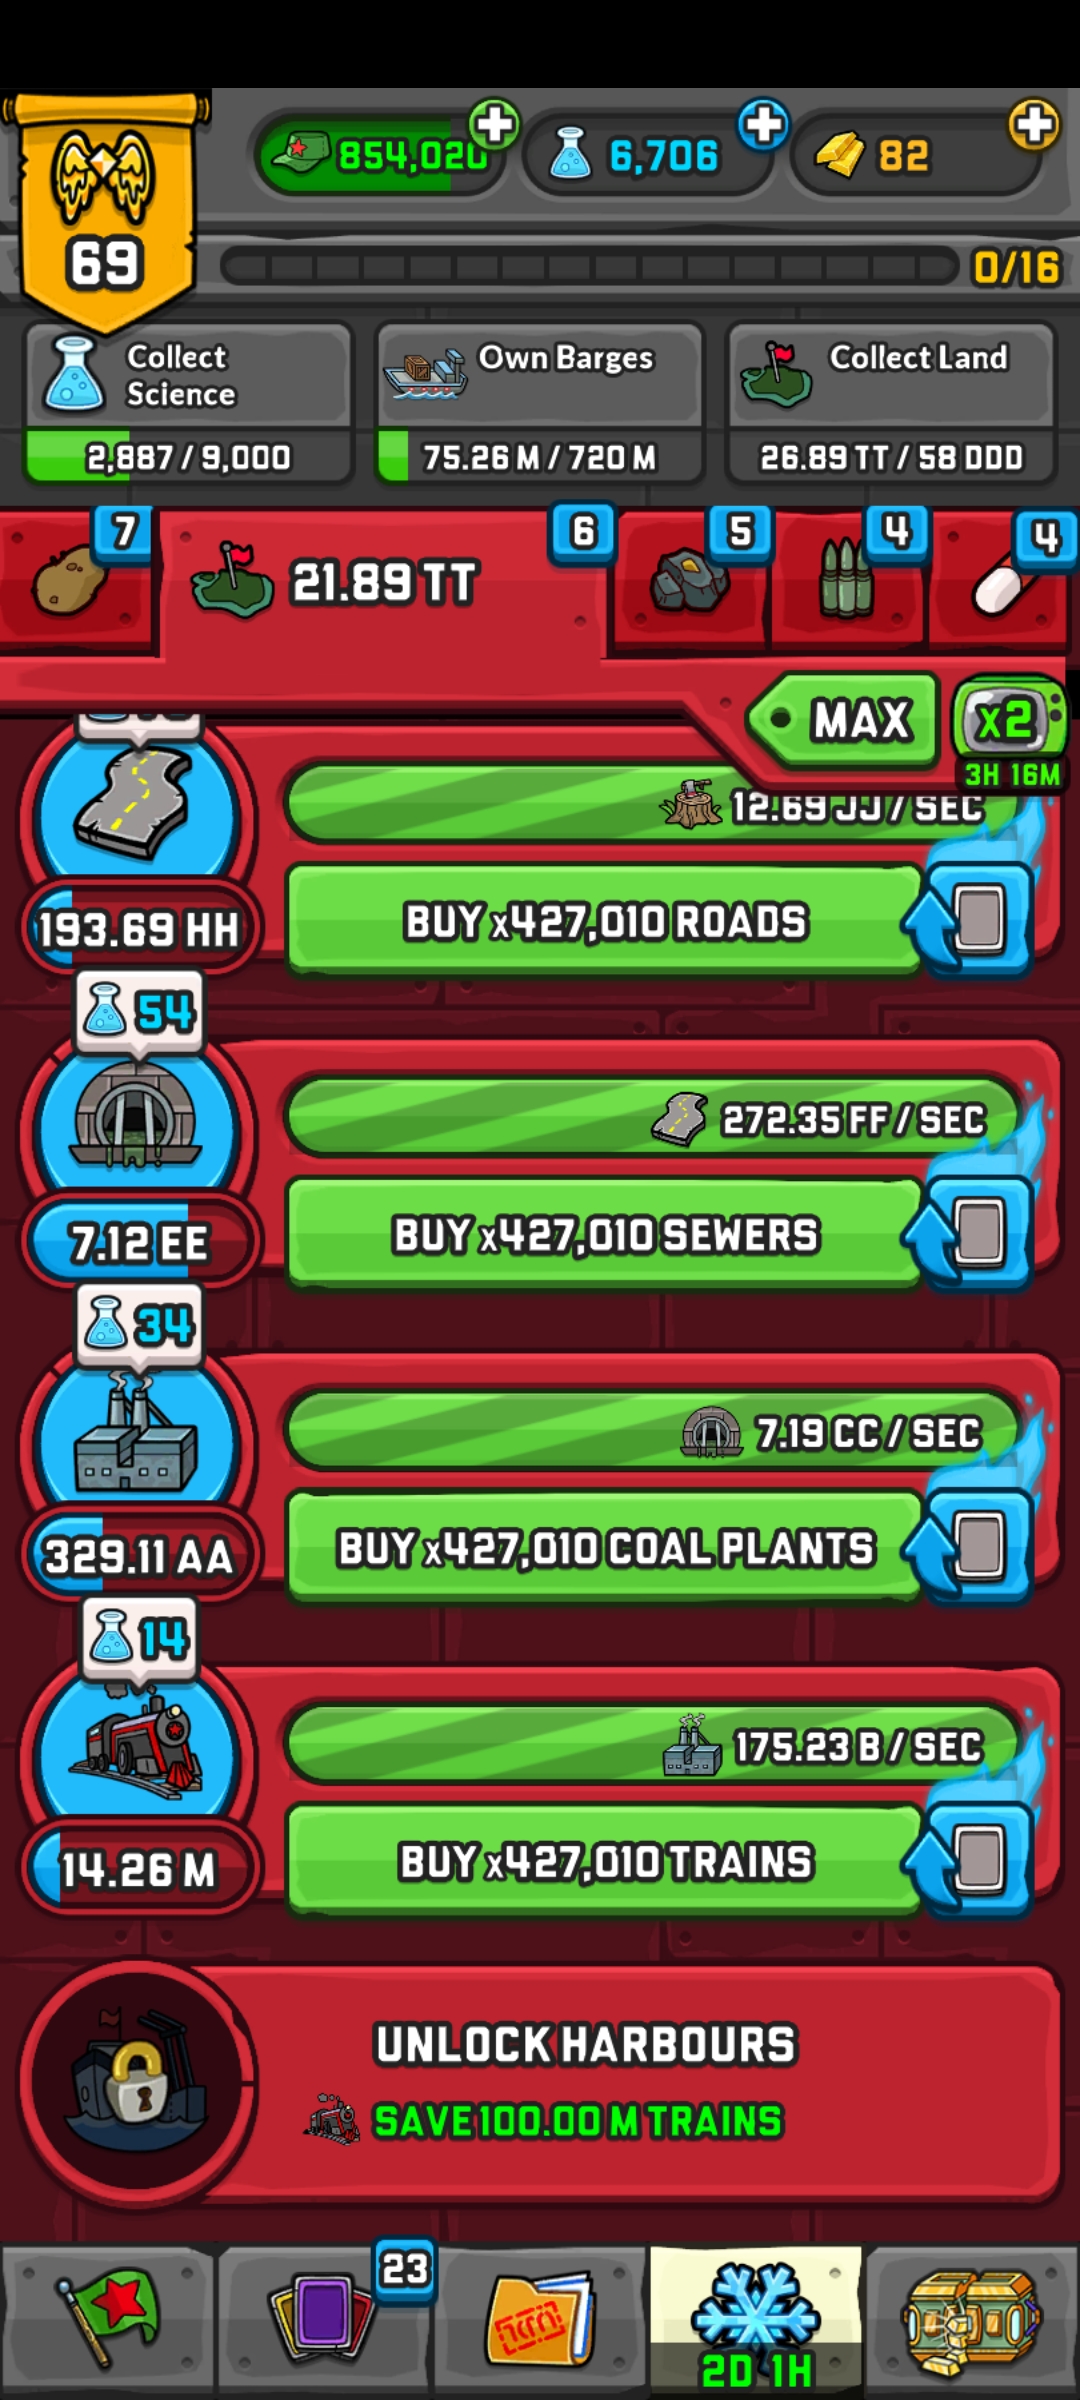 854,020
6,706
82
69
0/16
Collect
Science
2,887 / 9,000
Own Barges
75.26 M / 720 M
Collect Land
26.89 TT / 58 DDD
7
21.89 TT
6
5
4
4
MAX
x2
3H 16M
12.69 JJ / SEC
BUY x427,010 ROADS
193.69 HH
54
272.35 FF / SEC
BUY x427,010 SEWERS
7.12 EE
34
7.19 CC / SEC
BUY x427,010 COAL PLANTS
329.11 AA
14
175.23 B / SEC
BUY x427,010 TRAINS
14.26 M
UNLOCK HARBOURS
SAVE 100.00 M TRAINS
23
2D 1H